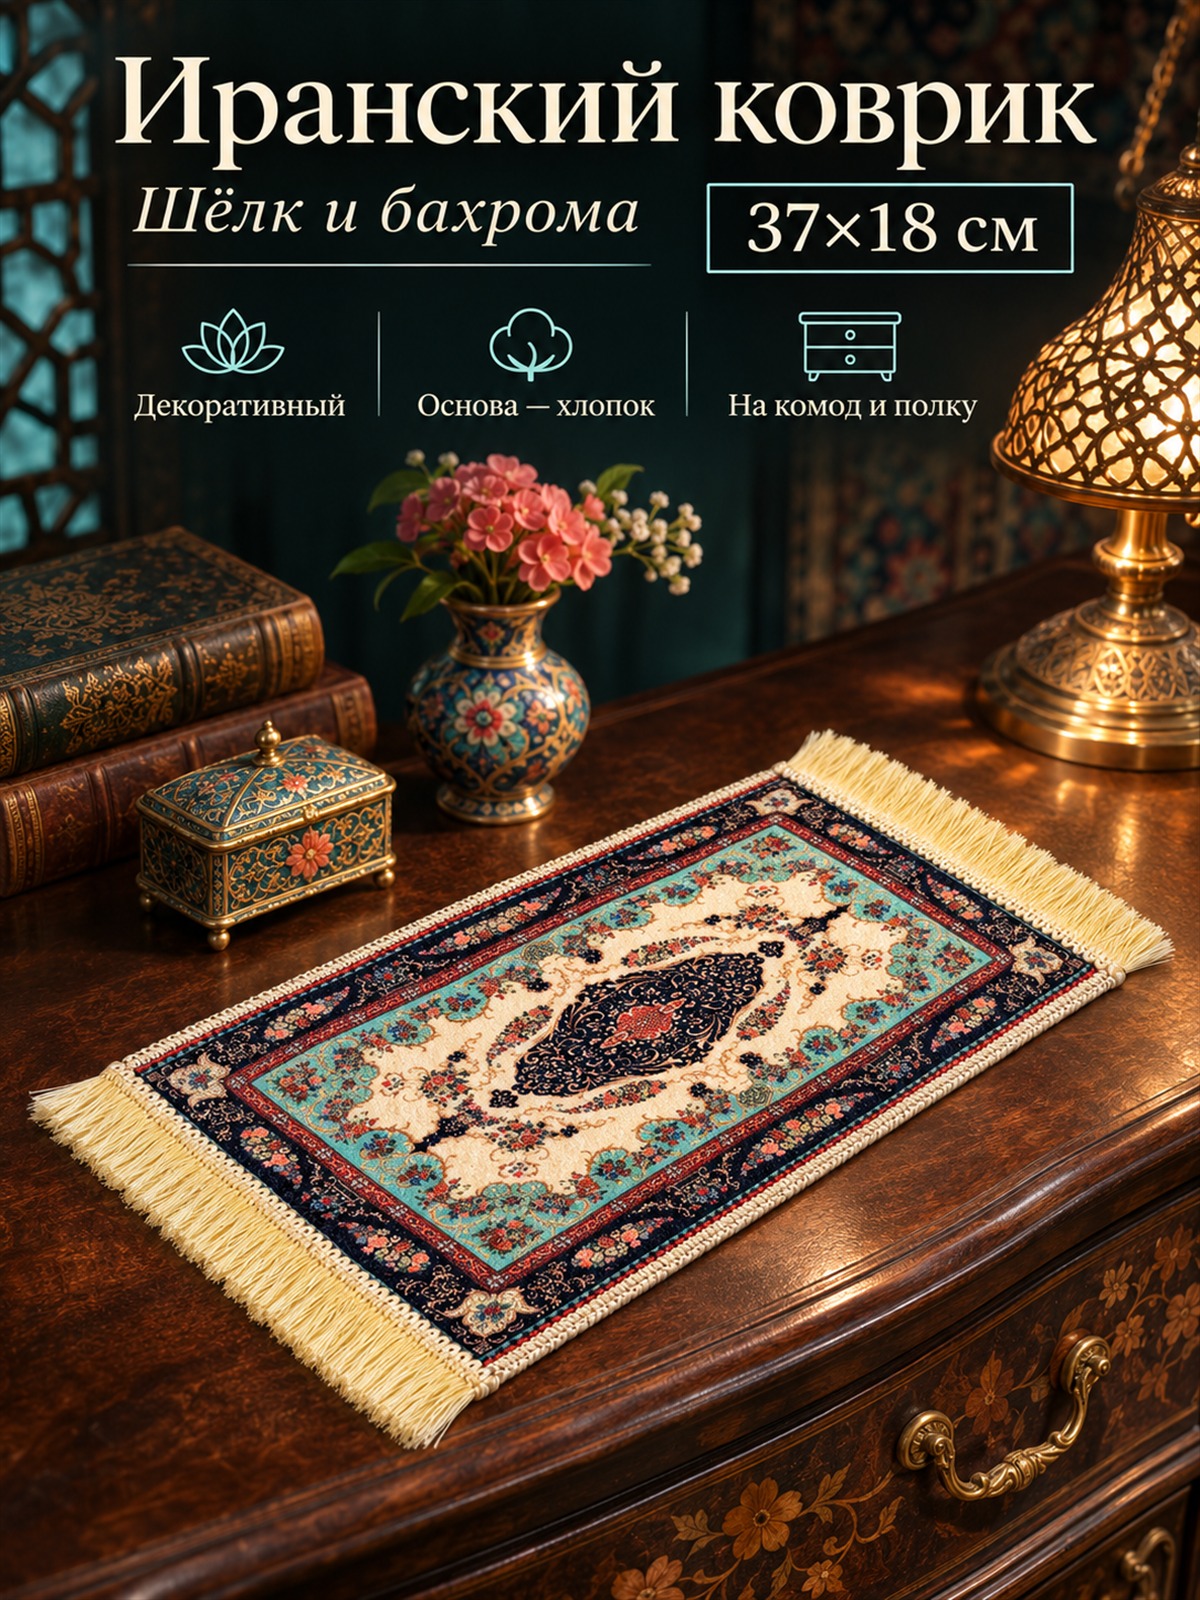 Иранский коврик
Шёлк и бахрома
37×18 см
Декоративный
Основа — хлопок
На комод и полку